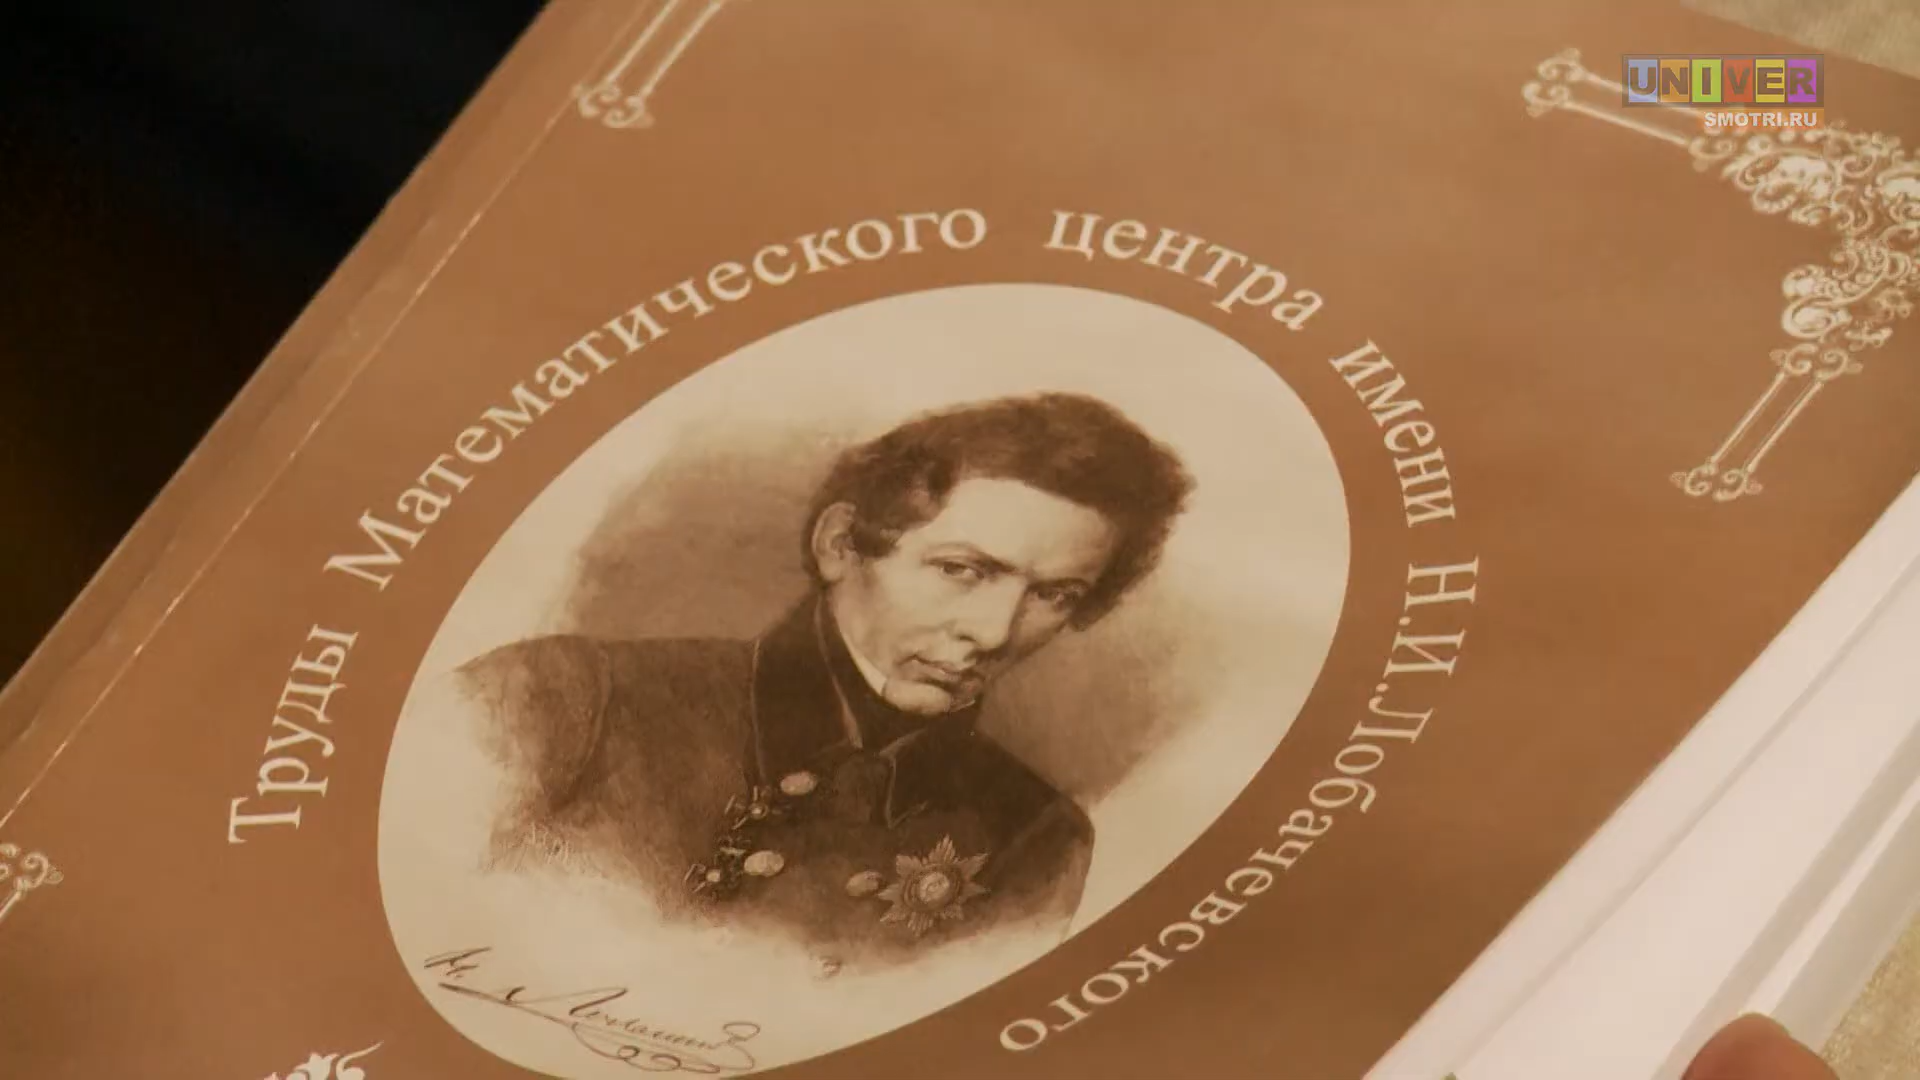 UNIVER
SMOTRI.RU
Труды Математического центра имени Н.И.Лобачевского